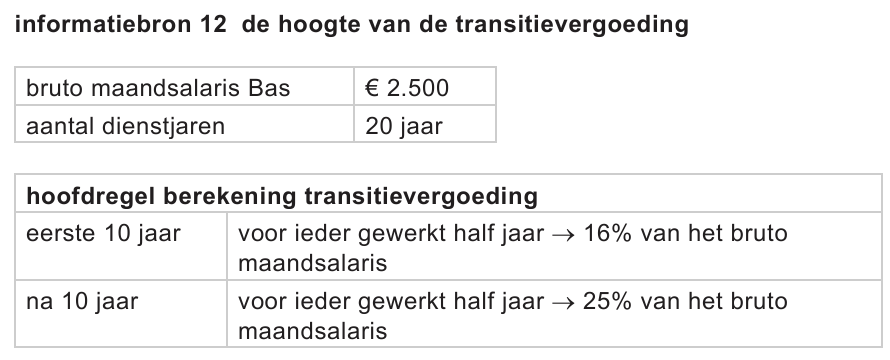 informatiebron 12  de hoogte van de transitievergoeding
bruto maandsalaris Bas € 2.500
aantal dienstjaren 20 jaar
hoofdregel berekening transitievergoeding
eerste 10 jaar voor ieder gewerkt half jaar → 16% van het bruto
maandsalaris
na 10 jaar voor ieder gewerkt half jaar → 25% van het bruto
maandsalaris